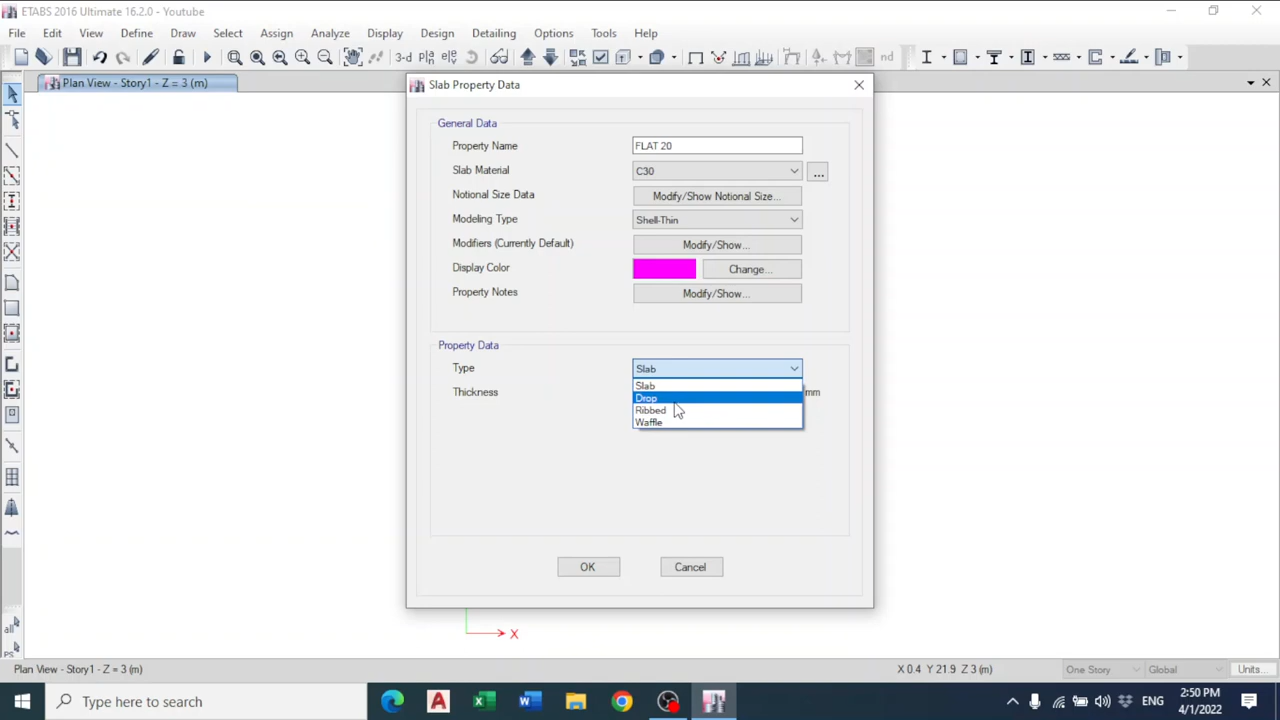 ETABS 2016 Ultimate 16.2.0 - Youtube
File Edit View Define Draw Select Assign Analyze Display Design Detailing Options Tools Help
3-d nd
Plan View - Story1 - Z = 3 (m)
Slab Property Data
General Data
Property Name FLAT 20
Slab Material C30 ...
Notional Size Data Modify/Show Notional Size...
Modeling Type Shell-Thin
Modifiers (Currently Default) Modify/Show...
Display Color Change...
Property Notes Modify/Show...
Property Data
Type Slab
Slab
Thickness mm
Drop
Ribbed
Waffle
OK Cancel
X
all
PS
Plan View - Story1 - Z = 3 (m) X 0.4 Y 21.9 Z 3 (m) One Story Global Units...
Type here to search
ENG
2:50 PM
4/1/2022